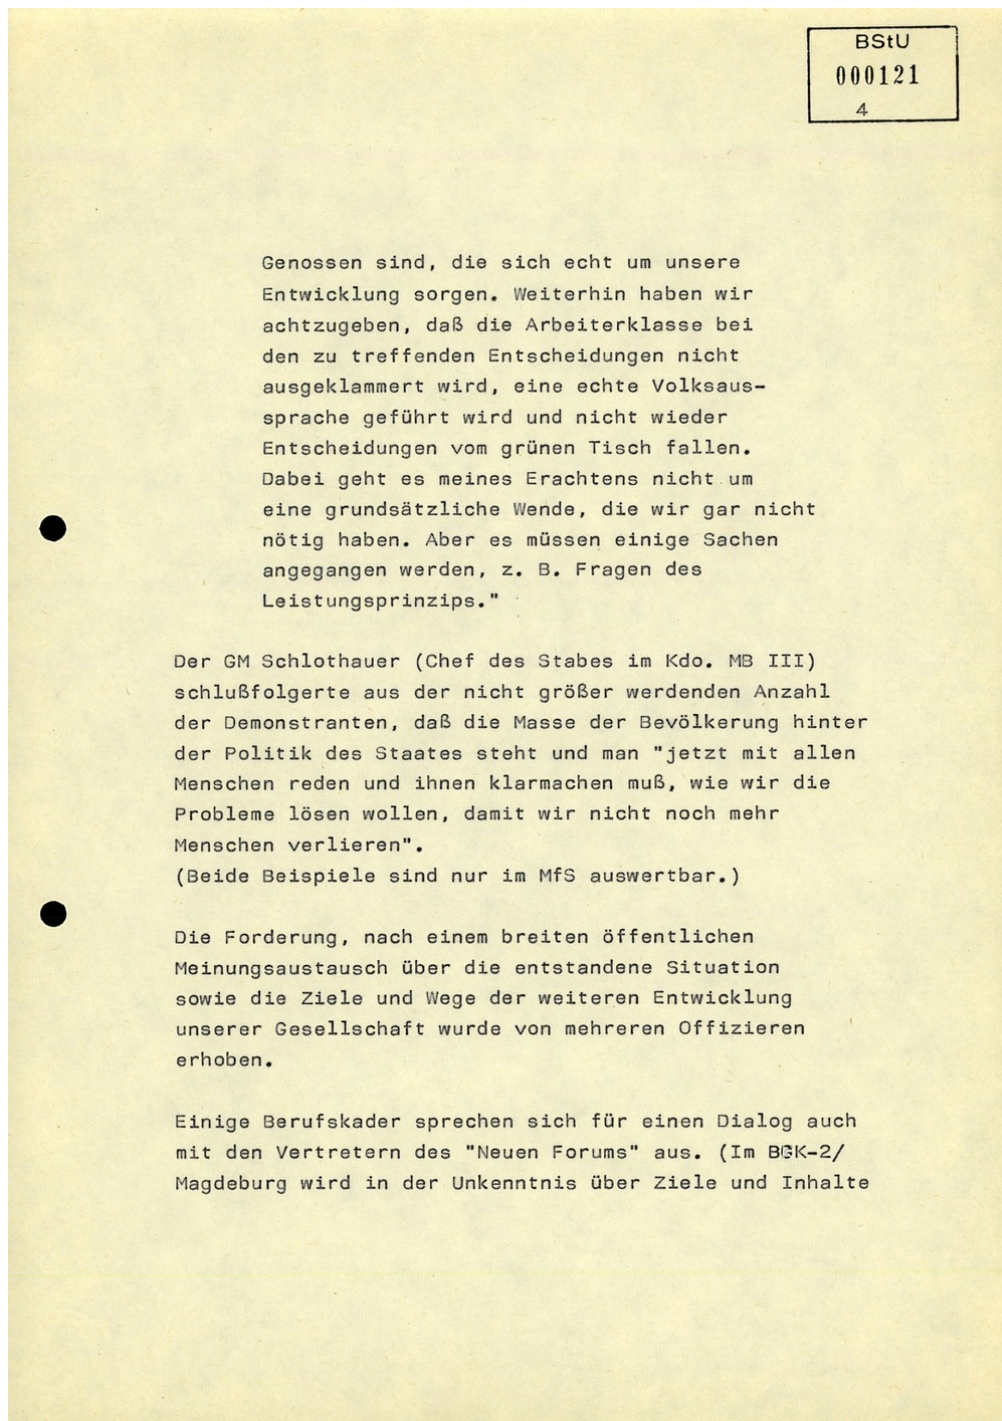 BStU
000121
4
Genossen sind, die sich echt um unsere
Entwicklung sorgen. Weiterhin haben wir
achtzugeben, daß die Arbeiterklasse bei
den zu treffenden Entscheidungen nicht
ausgeklammert wird, eine echte Volksaus-
sprache geführt wird und nicht wieder
Entscheidungen vom grünen Tisch fallen.
Dabei geht es meines Erachtens nicht um
eine grundsätzliche Wende, die wir gar nicht
nötig haben. Aber es müssen einige Sachen
angegangen werden, z. B. Fragen des
Leistungsprinzips."
Der GM Schlothauer (Chef des Stabes im Kdo. MB III)
schlußfolgerte aus der nicht größer werdenden Anzahl
der Demonstranten, daß die Masse der Bevölkerung hinter
der Politik des Staates steht und man "jetzt mit allen
Menschen reden und ihnen klarmachen muß, wie wir die
Probleme lösen wollen, damit wir nicht noch mehr
Menschen verlieren".
(Beide Beispiele sind nur im MfS auswertbar.)
Die Forderung, nach einem breiten öffentlichen
Meinungsaustausch über die entstandene Situation
sowie die Ziele und Wege der weiteren Entwicklung
unserer Gesellschaft wurde von mehreren Offizieren
erhoben.
Einige Berufskader sprechen sich für einen Dialog auch
mit den Vertretern des "Neuen Forums" aus. (Im BGK-2/
Magdeburg wird in der Unkenntnis über Ziele und Inhalte